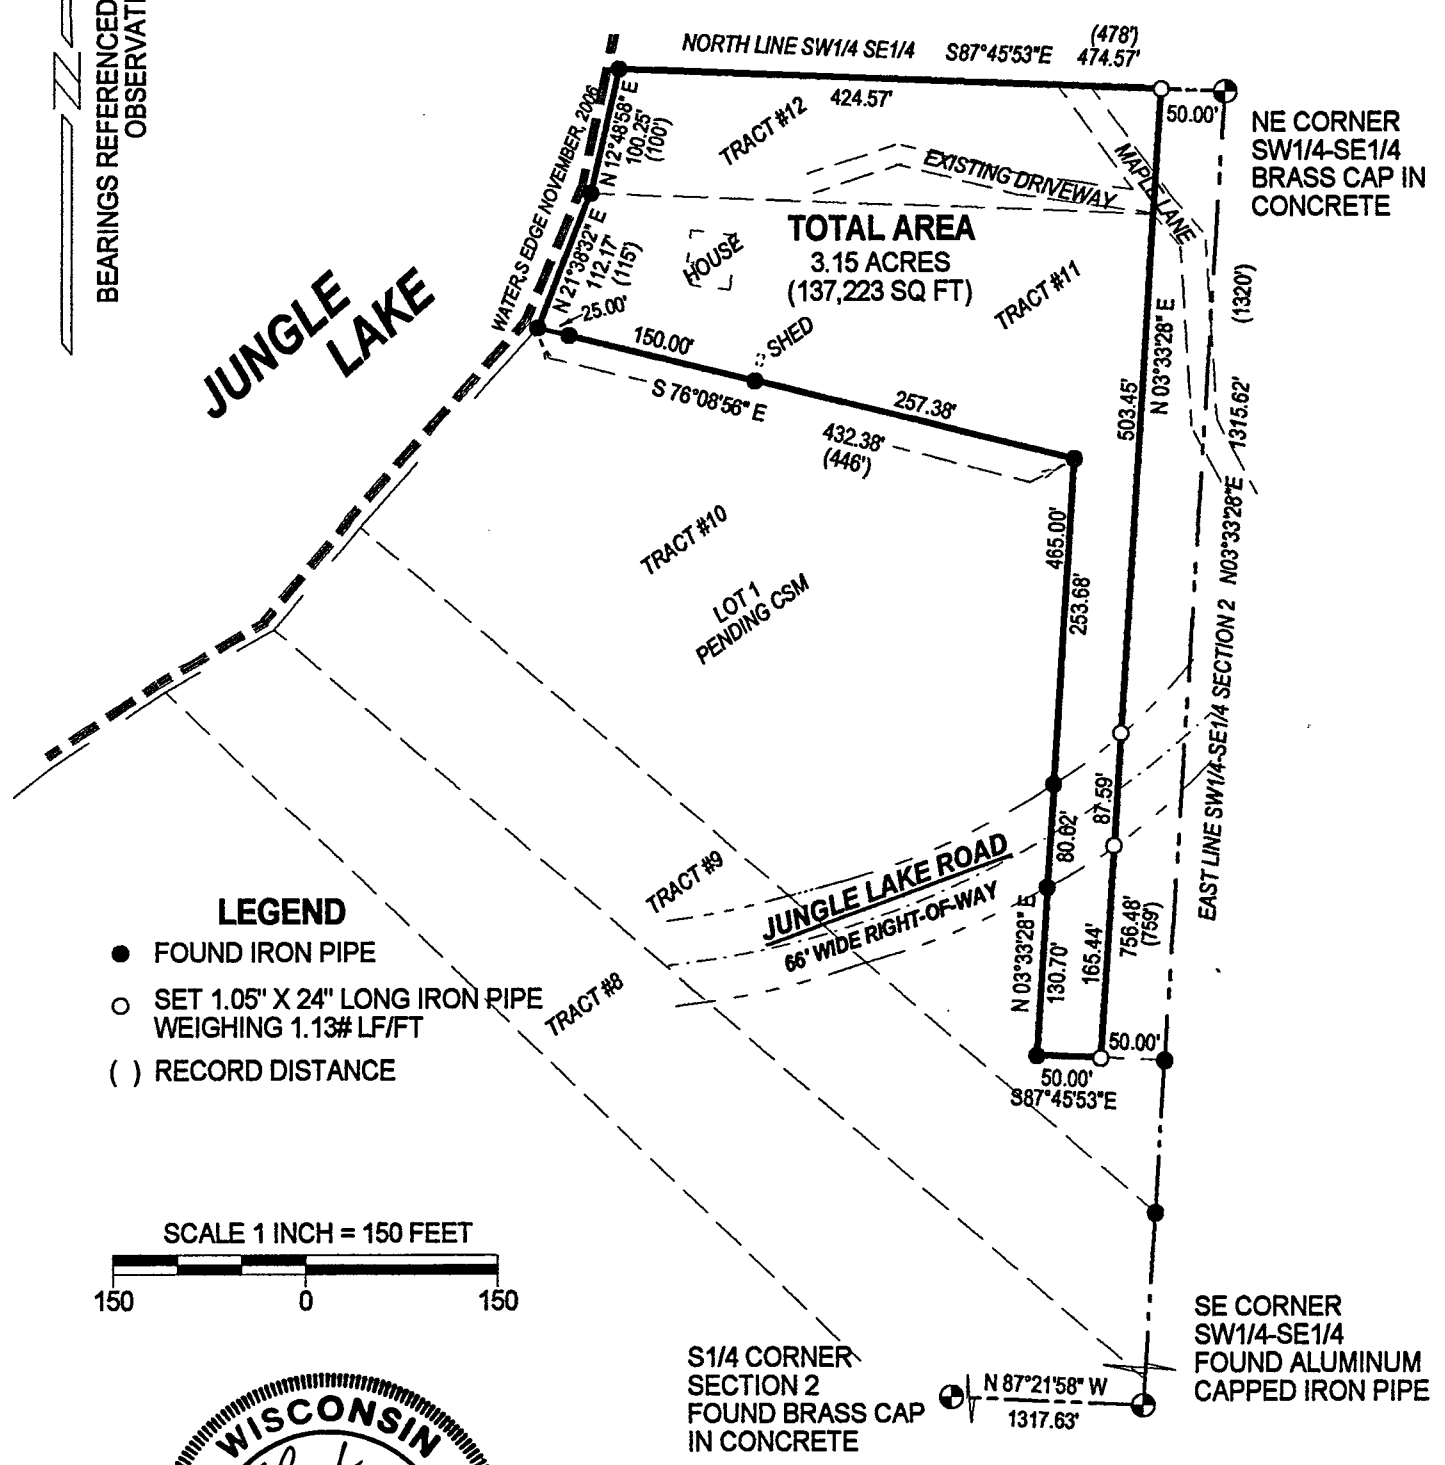 BEARINGS REFERENCED
OBSERVAT
NORTH LINE SW1/4 SE1/4 S87°45'53"E
(478')
474.57'
424.57'
50.00'
NE CORNER
SW1/4-SE1/4
BRASS CAP IN
CONCRETE
WATERS EDGE NOVEMBER, 2006
N 12°48'58" E
100.25'
(100')
TRACT #12
EXISTING DRIVEWAY
MAPLE LANE
N 21°38'32" E
112.17'
(115')
HOUSE
TOTAL AREA
3.15 ACRES
(137,223 SQ FT)
TRACT #11
JUNGLE
LAKE
25.00'
150.00'
SHED
S 76°08'56" E
257.38'
432.38'
(446')
N 03°33'28" E
503.45'
(1320')
1315.62'
EAST LINE SW1/4-SE1/4 SECTION 2 N03°33'28"E
TRACT #10
LOT 1
PENDING CSM
465.00'
253.68'
80.62'
87.59'
JUNGLE LAKE ROAD
66' WIDE RIGHT-OF-WAY
TRACT #9
TRACT #8
N 03°33'28" E
130.70'
165.44'
756.48'
(759')
50.00'
50.00'
S87°45'53"E
LEGEND
FOUND IRON PIPE
SET 1.05" X 24" LONG IRON PIPE
WEIGHING 1.13# LF/FT
( ) RECORD DISTANCE
SCALE 1 INCH = 150 FEET
150 0 150
WISCONSIN
S1/4 CORNER
SECTION 2
FOUND BRASS CAP
IN CONCRETE
N 87°21'58" W
1317.63'
SE CORNER
SW1/4-SE1/4
FOUND ALUMINUM
CAPPED IRON PIPE